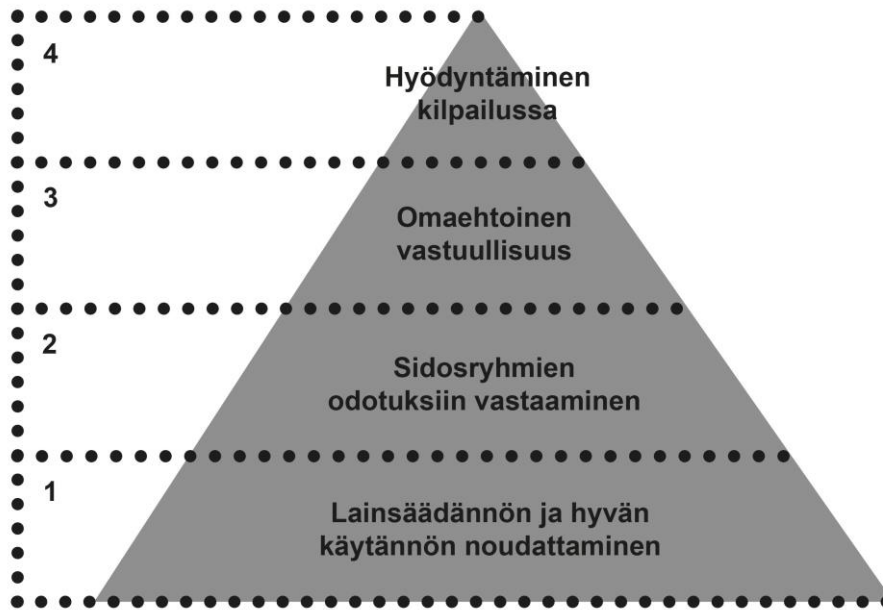 4
Hyödyntäminen
kilpailussa
3
Omaehtoinen
vastuullisuus
2
Sidosryhmien
odotuksiin vastaaminen
1
Lainsäädännön ja hyvän
käytännön noudattaminen